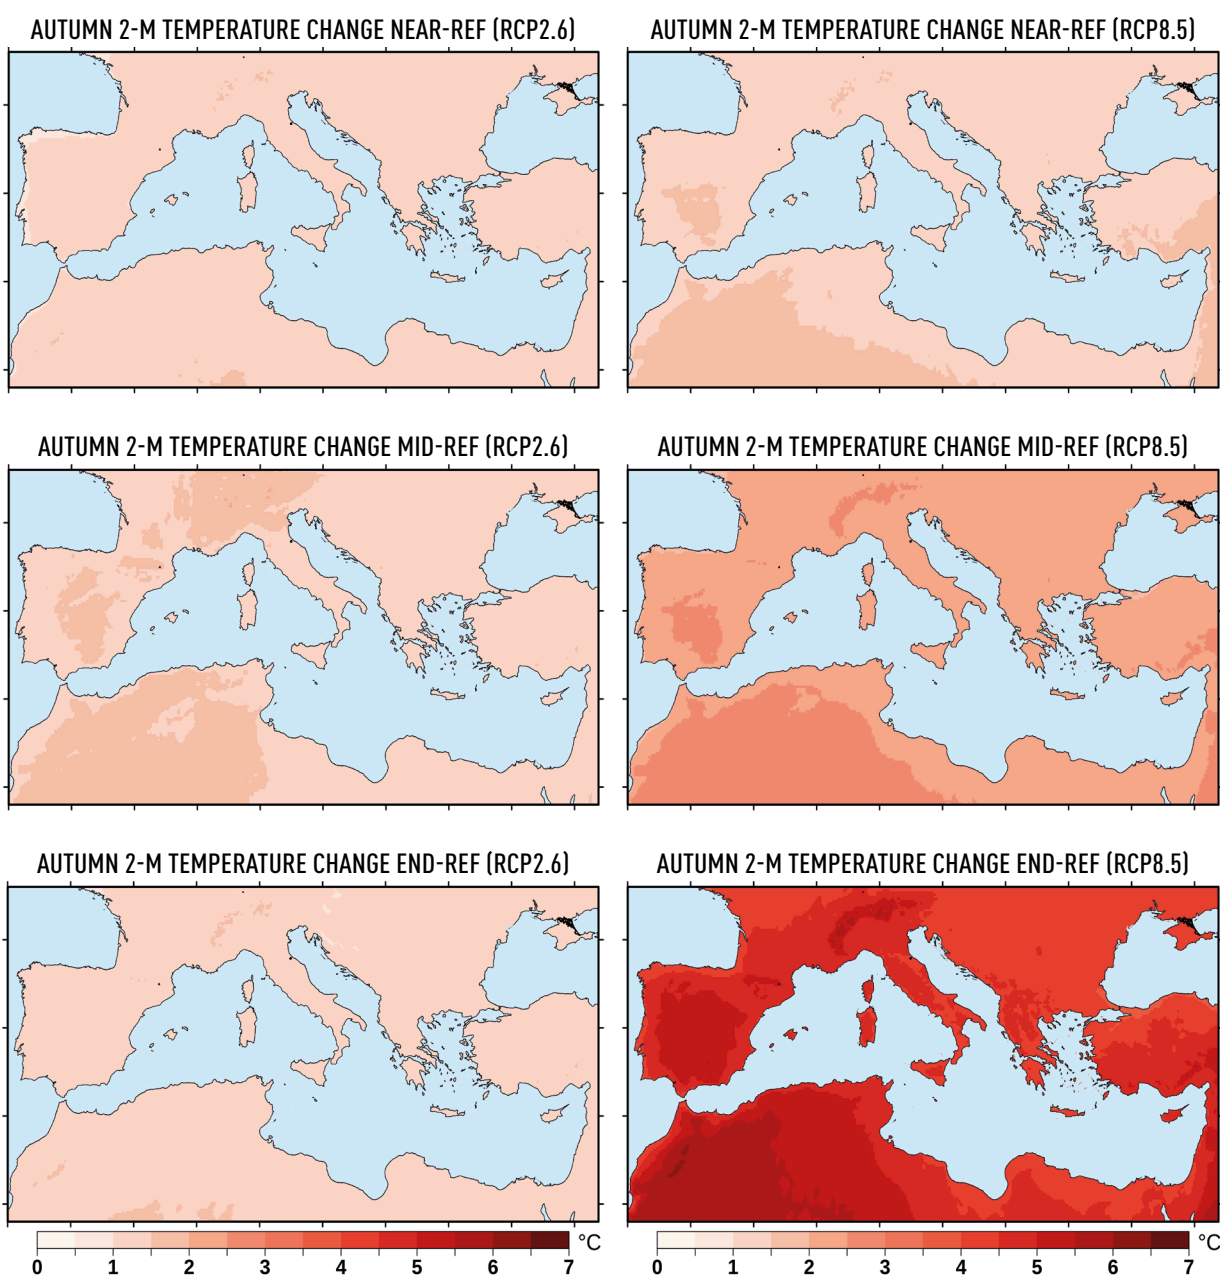 AUTUMN 2-M TEMPERATURE CHANGE NEAR-REF (RCP2.6)
AUTUMN 2-M TEMPERATURE CHANGE NEAR-REF (RCP8.5)
AUTUMN 2-M TEMPERATURE CHANGE MID-REF (RCP2.6)
AUTUMN 2-M TEMPERATURE CHANGE MID-REF (RCP8.5)
AUTUMN 2-M TEMPERATURE CHANGE END-REF (RCP2.6)
AUTUMN 2-M TEMPERATURE CHANGE END-REF (RCP8.5)
°C
0 1 2 3 4 5 6 7
°C
0 1 2 3 4 5 6 7